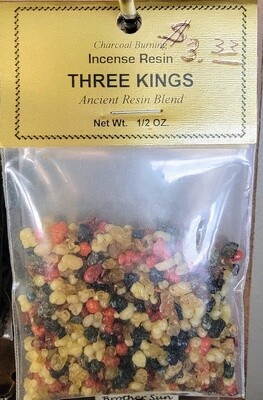 Charcoal Burning
$3.33
Incense Resin
THREE KINGS
Ancient Resin Blend
Net Wt. 1/2 OZ.
Brother Sun